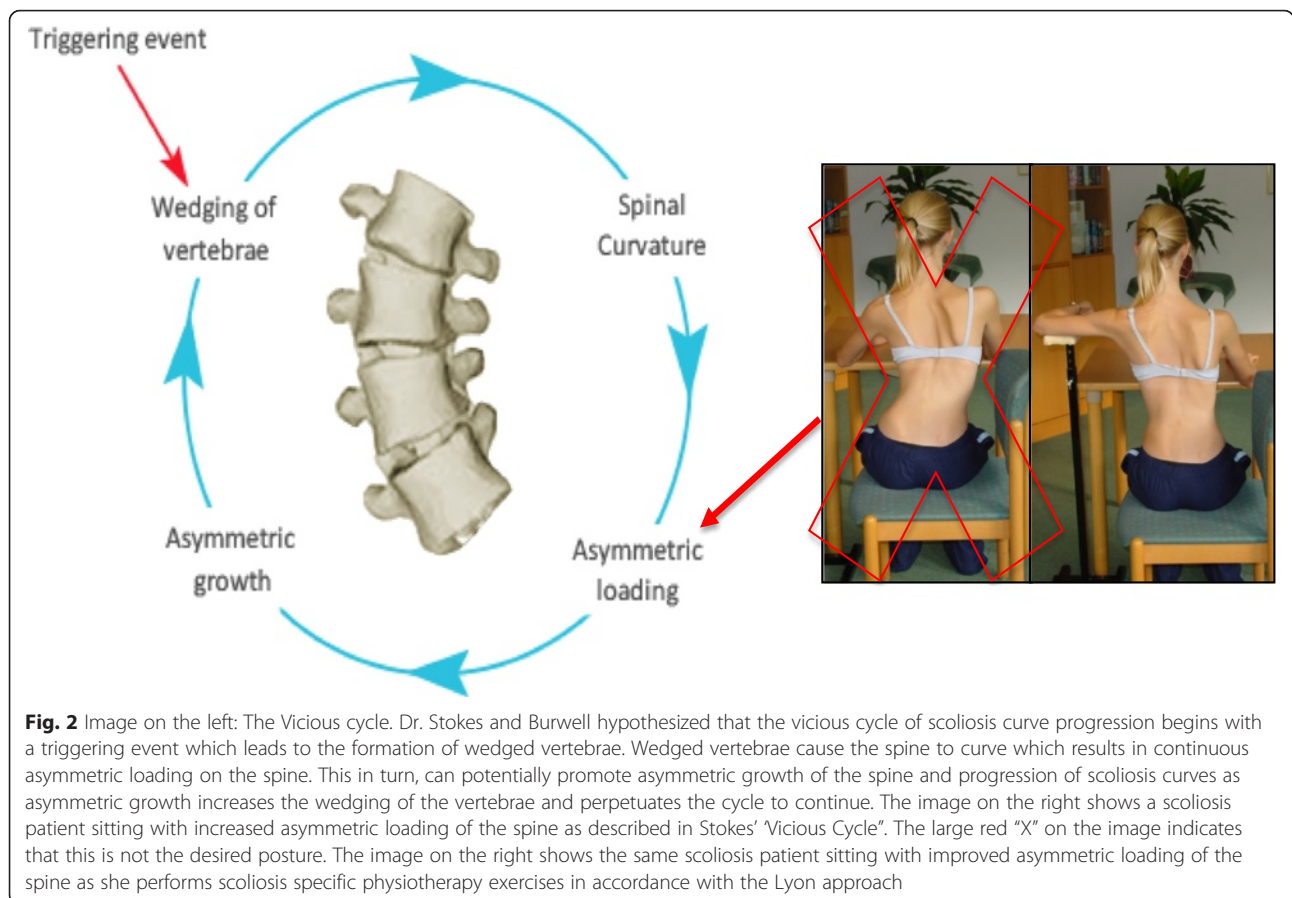 Triggering event
Wedging of
vertebrae
Spinal
Curvature
Asymmetric
growth
Asymmetric
loading
Fig. 2 Image on the left: The Vicious cycle. Dr. Stokes and Burwell hypothesized that the vicious cycle of scoliosis curve progression begins with
a triggering event which leads to the formation of wedged vertebrae. Wedged vertebrae cause the spine to curve which results in continuous
asymmetric loading on the spine. This in turn, can potentially promote asymmetric growth of the spine and progression of scoliosis curves as
asymmetric growth increases the wedging of the vertebrae and perpetuates the cycle to continue. The image on the right shows a scoliosis
patient sitting with increased asymmetric loading of the spine as described in Stokes' ‘Vicious Cycle”. The large red “X” on the image indicates
that this is not the desired posture. The image on the right shows the same scoliosis patient sitting with improved asymmetric loading of the
spine as she performs scoliosis specific physiotherapy exercises in accordance with the Lyon approach